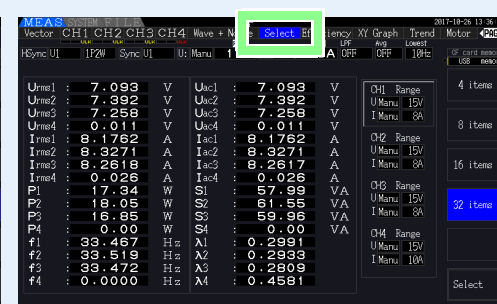 MEAS SYSTEM FILE 2017-10-26 13:36
Vector CH1 CH2 CH3 CH4 Wave + Select XY Graph Trend Motor
LPF Avg Lowest
HSync U1 1P2W Sync U1 U: Manu OFF OFF 10Hz
CF card
USB
Urms1 : 7.093 V Uac1 : 7.093 V
Urms2 : 7.392 V Uac2 : 7.392 V
Urms3 : 7.258 V Uac3 : 7.258 V
Urms4 : 0.011 V Uac4 : 0.011 V
Irms1 : 8.1762 A Iac1 : 8.1762 A
Irms2 : 8.3271 A Iac2 : 8.3271 A
Irms3 : 8.2618 A Iac3 : 8.2617 A
Irms4 : 0.026 A Iac4 : 0.026 A
P1 : 17.34 W S1 : 57.99 VA
P2 : 18.05 W S2 : 61.55 VA
P3 : 16.85 W S3 : 59.96 VA
P4 : 0.00 W S4 : 0.00 VA
f1 : 33.467 Hz λ1 : 0.2991
f2 : 33.519 Hz λ2 : 0.2933
f3 : 33.472 Hz λ3 : 0.2809
f4 : 0.0000 Hz λ4 : 0.4581
CH1 Range
U Manu 15V
I Manu 8A
CH2 Range
U Manu 15V
I Manu 8A
CH3 Range
U Manu 15V
I Manu 8A
CH4 Range
U Manu 15V
I Manu 10A
4 items
8 items
16 items
32 items
Select